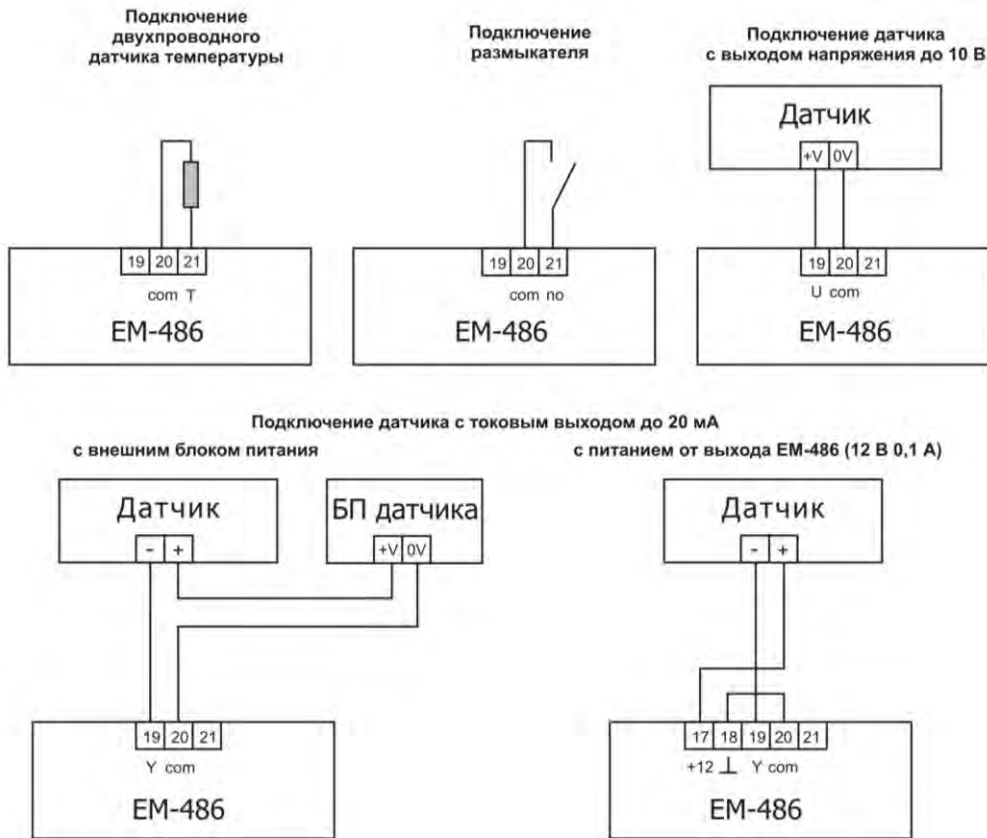 Подключение
двухпроводного
датчика температуры
19 20 21
com T
EM-486
Подключение
размыкателя
19 20 21
com no
EM-486
Подключение датчика
с выходом напряжения до 10 В
Датчик
+V 0V
19 20 21
U com
EM-486
Подключение датчика с токовым выходом до 20 мА
с внешним блоком питания
Датчик
- +
БП датчика
+V 0V
19 20 21
Y com
EM-486
с питанием от выхода EM-486 (12 В 0,1 А)
Датчик
- +
17 18 19 20 21
+12 ⊥ Y com
EM-486